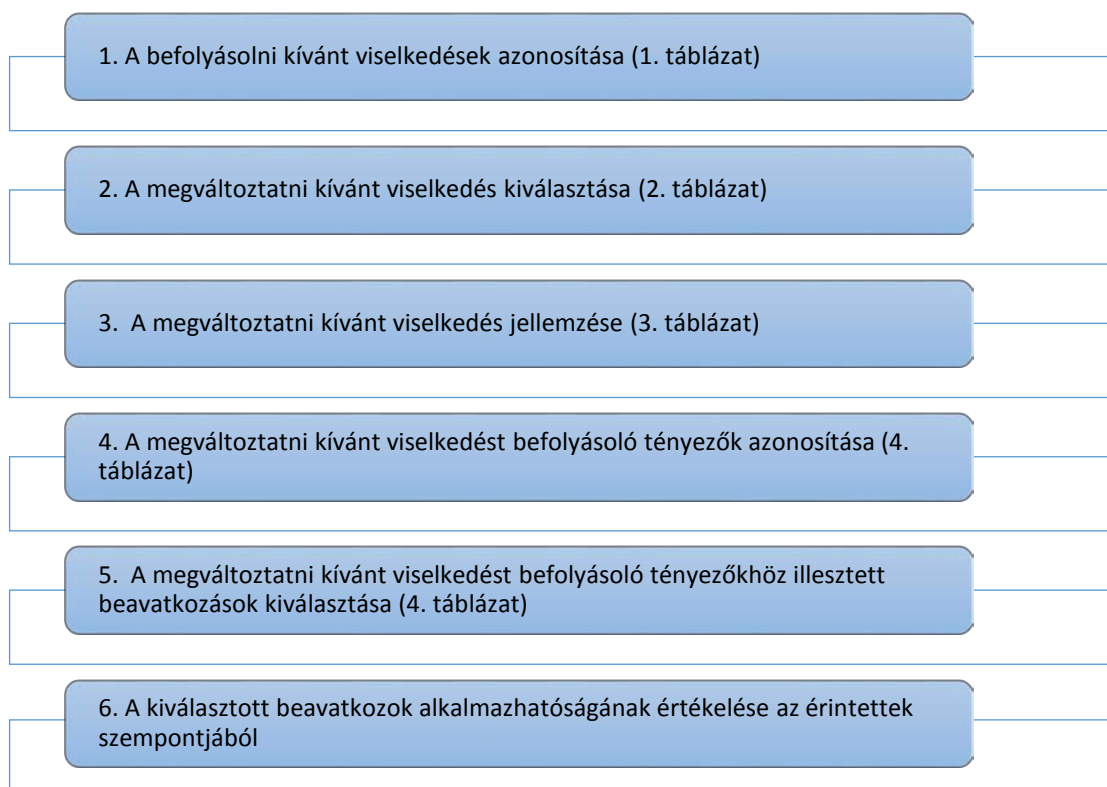 1. A befolyásolni kívánt viselkedések azonosítása (1. táblázat)
2. A megváltoztatni kívánt viselkedés kiválasztása (2. táblázat)
3. A megváltoztatni kívánt viselkedés jellemzése (3. táblázat)
4. A megváltoztatni kívánt viselkedést befolyásoló tényezők azonosítása (4.
táblázat)
5. A megváltoztatni kívánt viselkedést befolyásoló tényezőkhöz illesztett
beavatkozások kiválasztása (4. táblázat)
6. A kiválasztott beavatkozok alkalmazhatóságának értékelése az érintettek
szempontjából